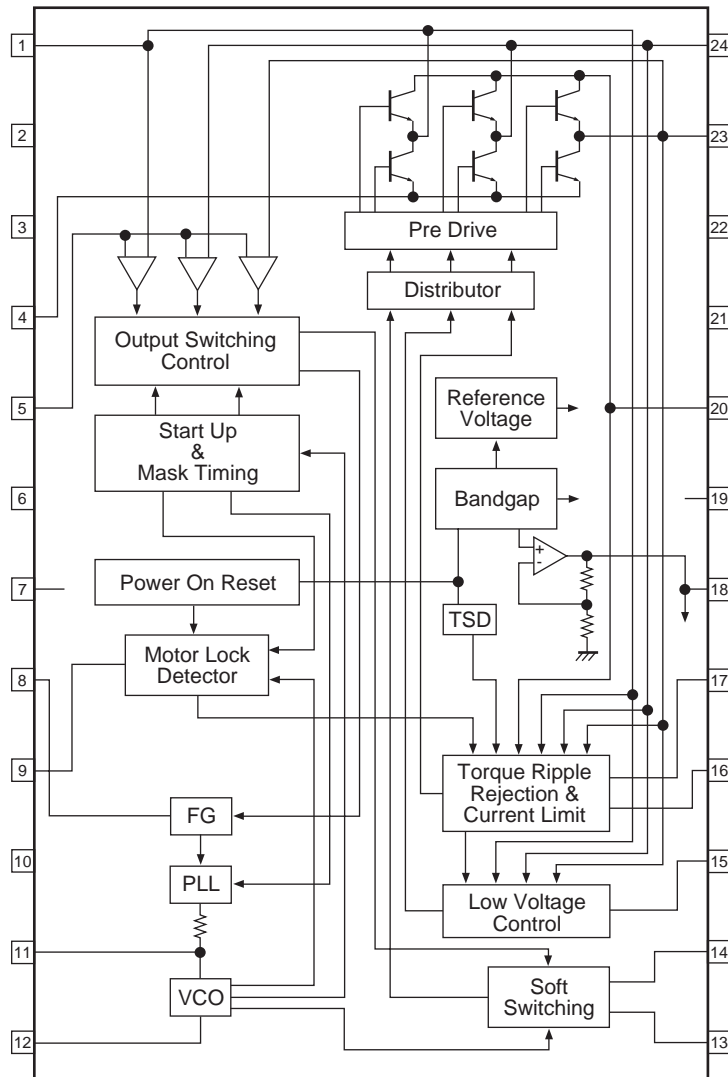 1
24
2
23
3
Pre Drive
22
4
Distributor
21
Output Switching
Control
5
Reference
Voltage
20
Start Up
&
Mask Timing
6
Bandgap
19
+
-
7
Power On Reset
18
TSD
8
Motor Lock
Detector
17
9
Torque Ripple
Rejection &
Current Limit
16
FG
10
PLL
15
Low Voltage
Control
11
14
VCO
Soft
Switching
12
13